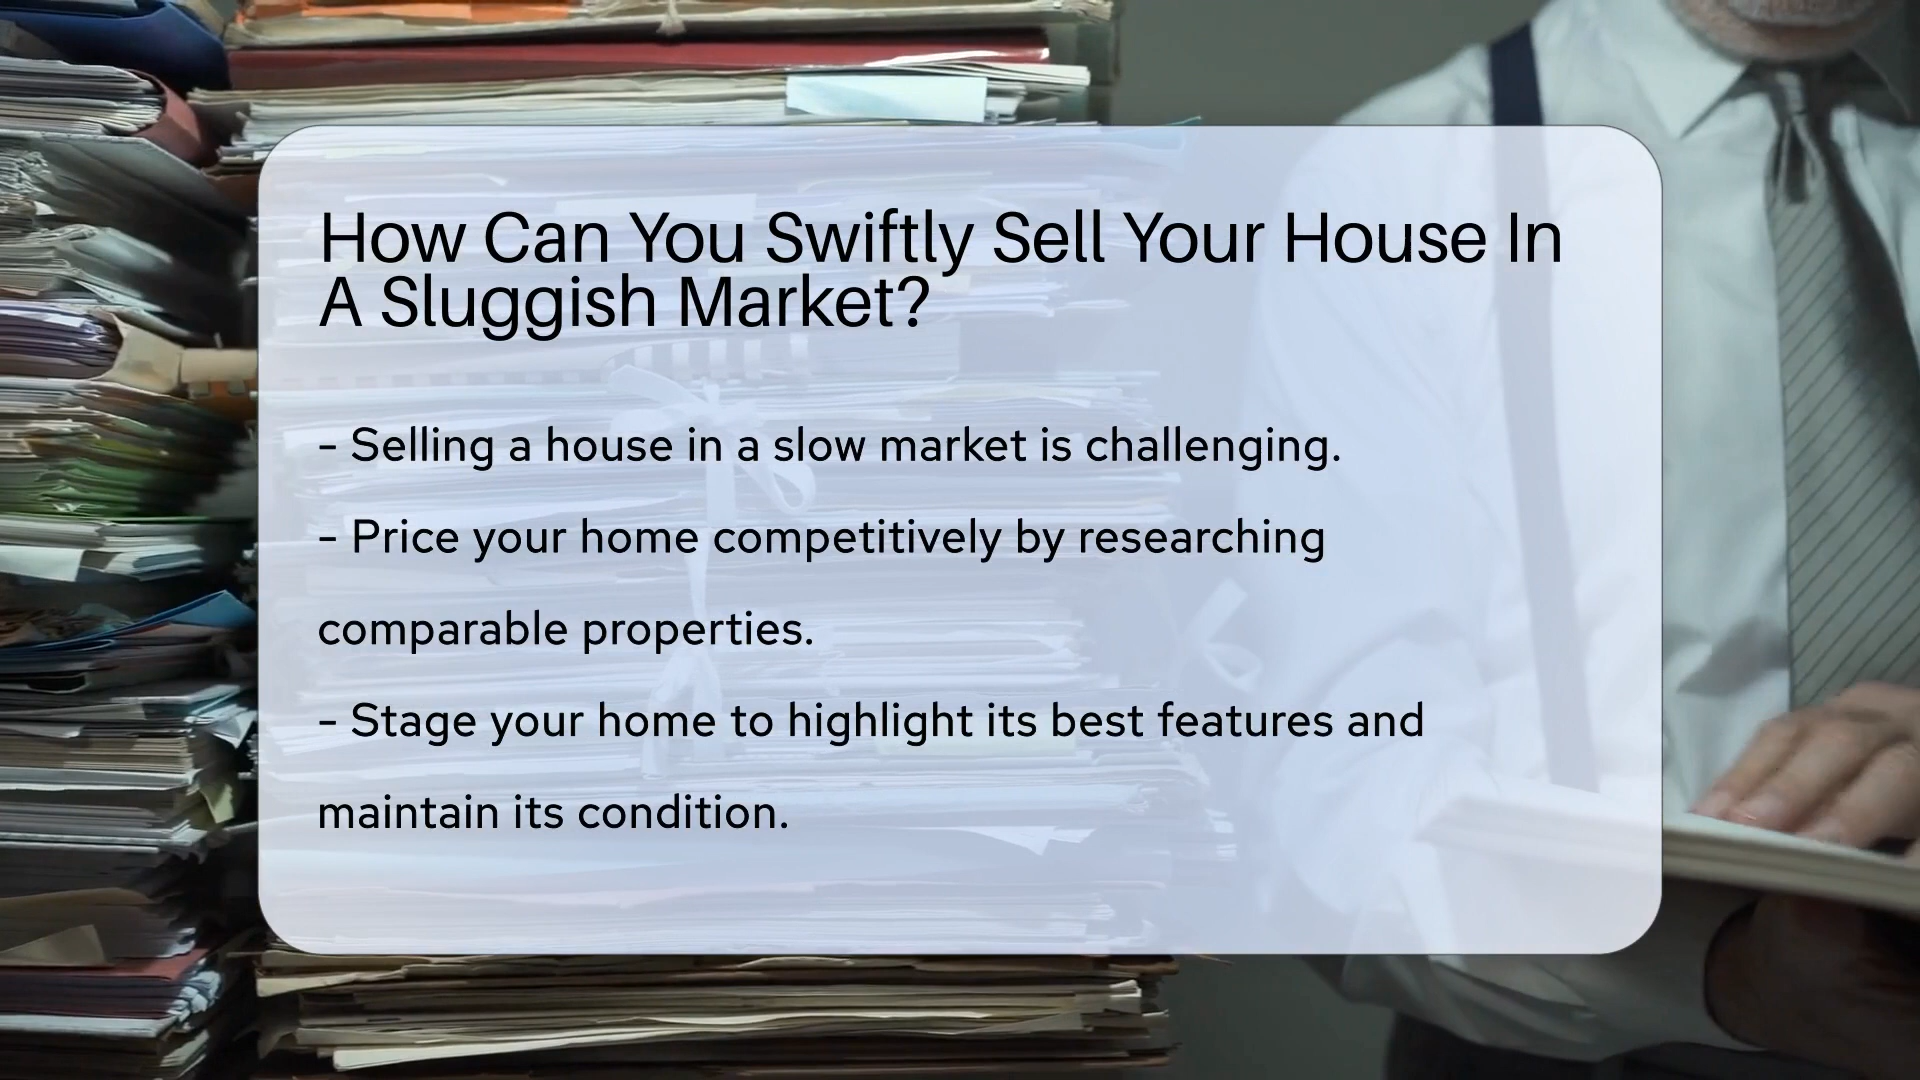 How Can You Swiftly Sell Your House In
A Sluggish Market?
- Selling a house in a slow market is challenging.
- Price your home competitively by researching
comparable properties.
- Stage your home to highlight its best features and
maintain its condition.